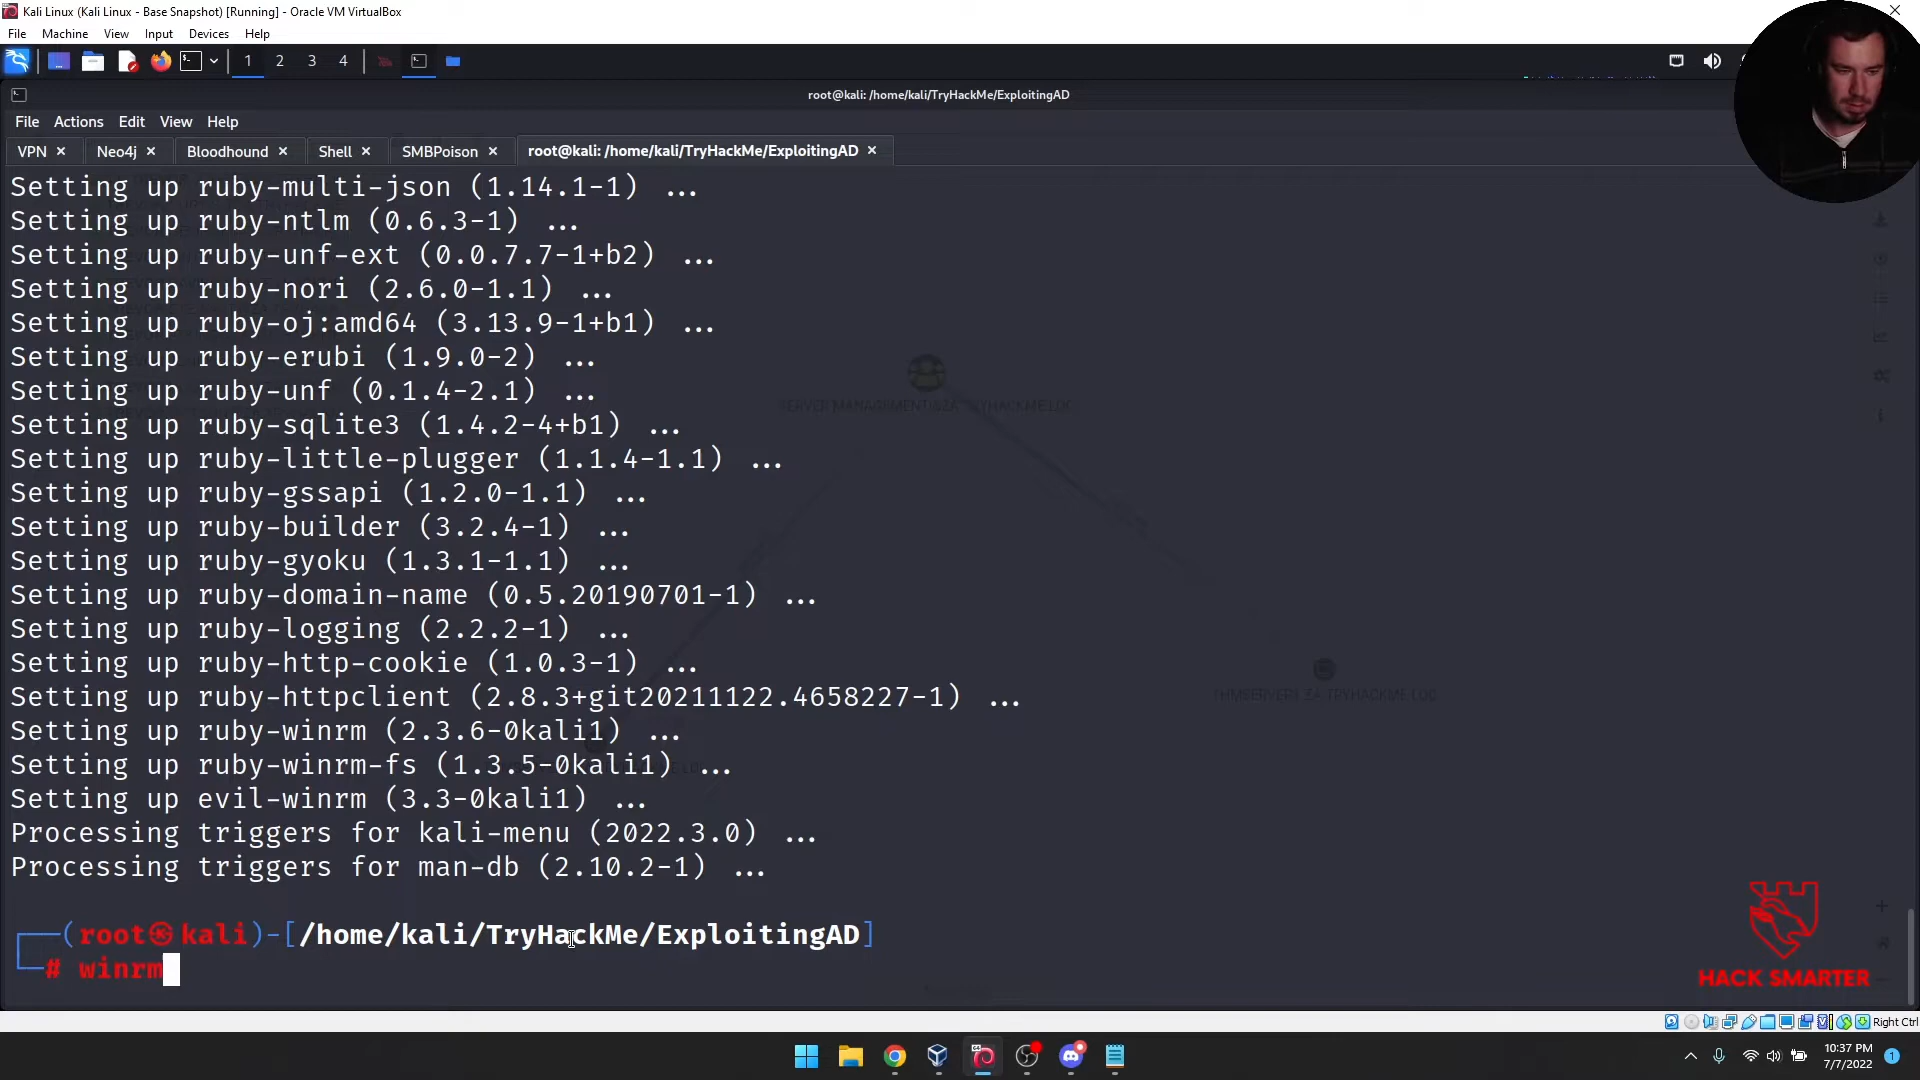 Kali Linux (Kali Linux - Base Snapshot) [Running] - Oracle VM VirtualBox
File Machine View Input Devices Help
1 2 3 4
root@kali: /home/kali/TryHackMe/ExploitingAD
File Actions Edit View Help
VPN Neo4j Bloodhound Shell SMBPoison root@kali: /home/kali/TryHackMe/ExploitingAD
Setting up ruby-multi-json (1.14.1-1) ...
Setting up ruby-ntlm (0.6.3-1) ...
Setting up ruby-unf-ext (0.0.7.7-1+b2) ...
Setting up ruby-nori (2.6.0-1.1) ...
Setting up ruby-oj:amd64 (3.13.9-1+b1) ...
Setting up ruby-erubi (1.9.0-2) ...
Setting up ruby-unf (0.1.4-2.1) ...
Setting up ruby-sqlite3 (1.4.2-4+b1) ...
Setting up ruby-little-plugger (1.1.4-1.1) ...
Setting up ruby-gssapi (1.2.0-1.1) ...
Setting up ruby-builder (3.2.4-1) ...
Setting up ruby-gyoku (1.3.1-1.1) ...
Setting up ruby-domain-name (0.5.20190701-1) ...
Setting up ruby-logging (2.2.2-1) ...
Setting up ruby-http-cookie (1.0.3-1) ...
Setting up ruby-httpclient (2.8.3+git20211122.4658227-1) ...
Setting up ruby-winrm (2.3.6-0kali1) ...
Setting up ruby-winrm-fs (1.3.5-0kali1) ...
Setting up evil-winrm (3.3-0kali1) ...
Processing triggers for kali-menu (2022.3.0) ...
Processing triggers for man-db (2.10.2-1) ...
(root㉿kali)-[/home/kali/TryHackMe/ExploitingAD]
# winrm
HACK SMARTER
Right Ctrl
10:37 PM
7/7/2022
1